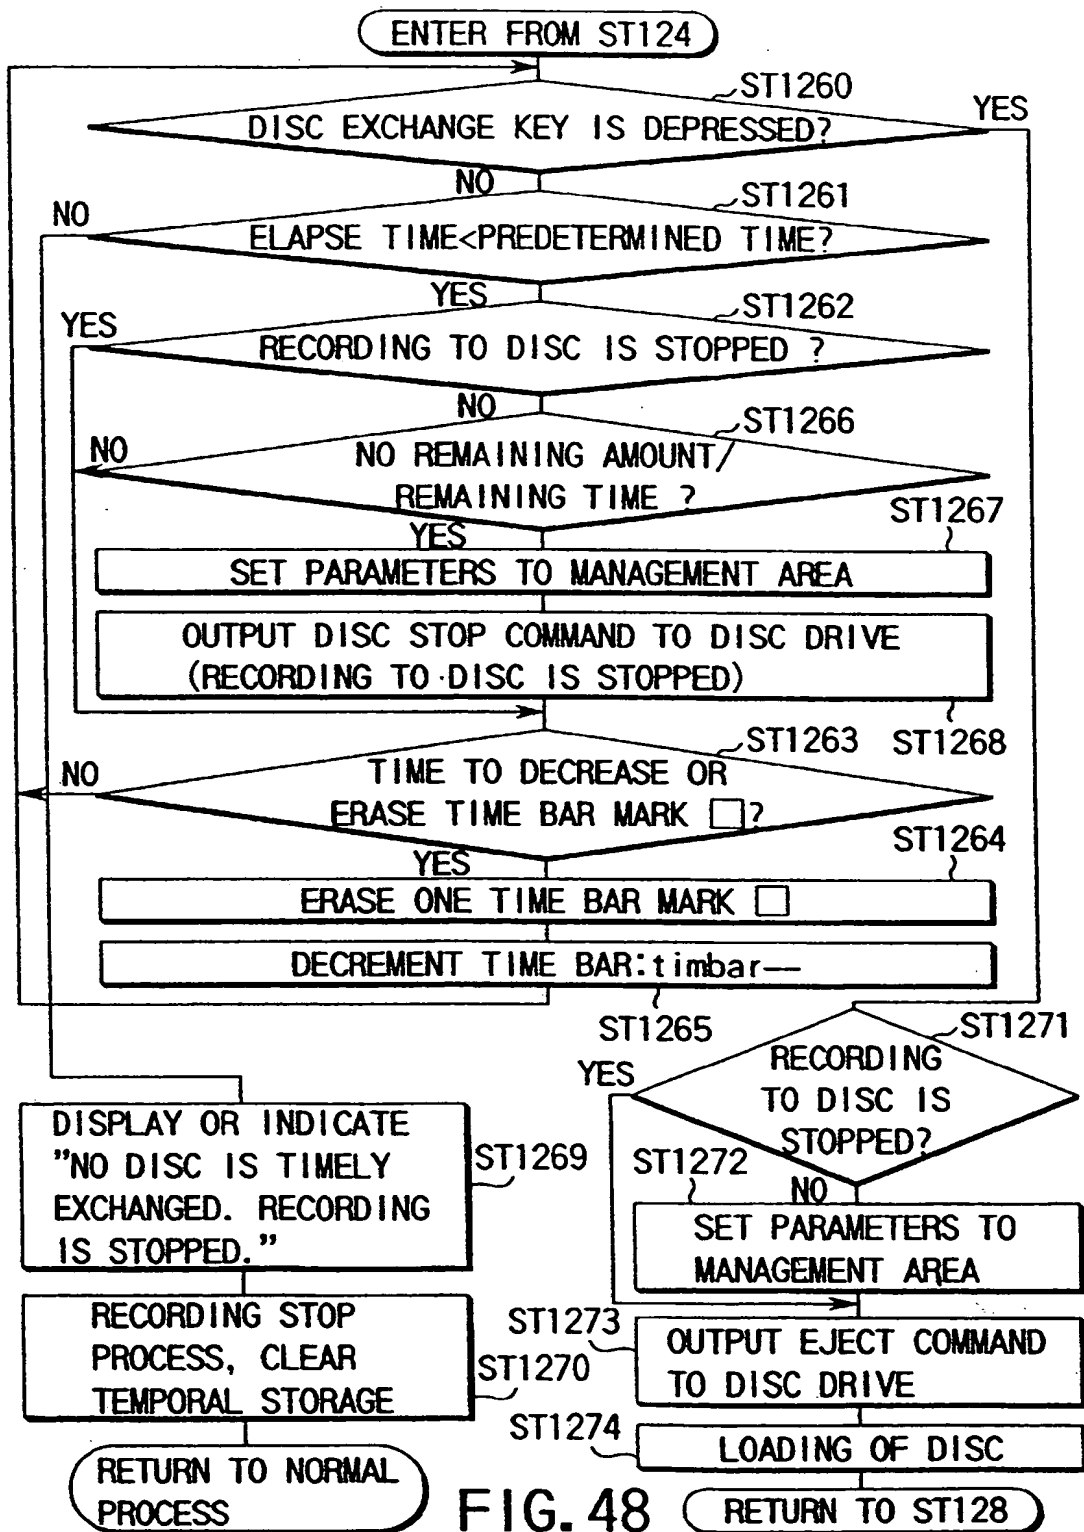 ENTER FROM ST124
ST1260
YES
DISC EXCHANGE KEY IS DEPRESSED?
NO
ST1261
NO
ELAPSE TIME<PREDETERMINED TIME?
YES
ST1262
YES
RECORDING TO DISC IS STOPPED ?
NO
ST1266
NO
NO REMAINING AMOUNT/
REMAINING TIME ?
ST1267
YES
SET PARAMETERS TO MANAGEMENT AREA
OUTPUT DISC STOP COMMAND TO DISC DRIVE
(RECORDING TO DISC IS STOPPED)
ST1268
ST1263
NO
TIME TO DECREASE OR
ERASE TIME BAR MARK □?
ST1264
YES
ERASE ONE TIME BAR MARK □
DECREMENT TIME BAR:timbar--
ST1265
ST1271
YES
RECORDING
TO DISC IS
STOPPED?
DISPLAY OR INDICATE
"NO DISC IS TIMELY
EXCHANGED. RECORDING
IS STOPPED."
ST1269
ST1272
NO
SET PARAMETERS TO
MANAGEMENT AREA
RECORDING STOP
PROCESS, CLEAR
TEMPORAL STORAGE
ST1270
ST1273
OUTPUT EJECT COMMAND
TO DISC DRIVE
ST1274
LOADING OF DISC
RETURN TO NORMAL
PROCESS
FIG. 48
RETURN TO ST128